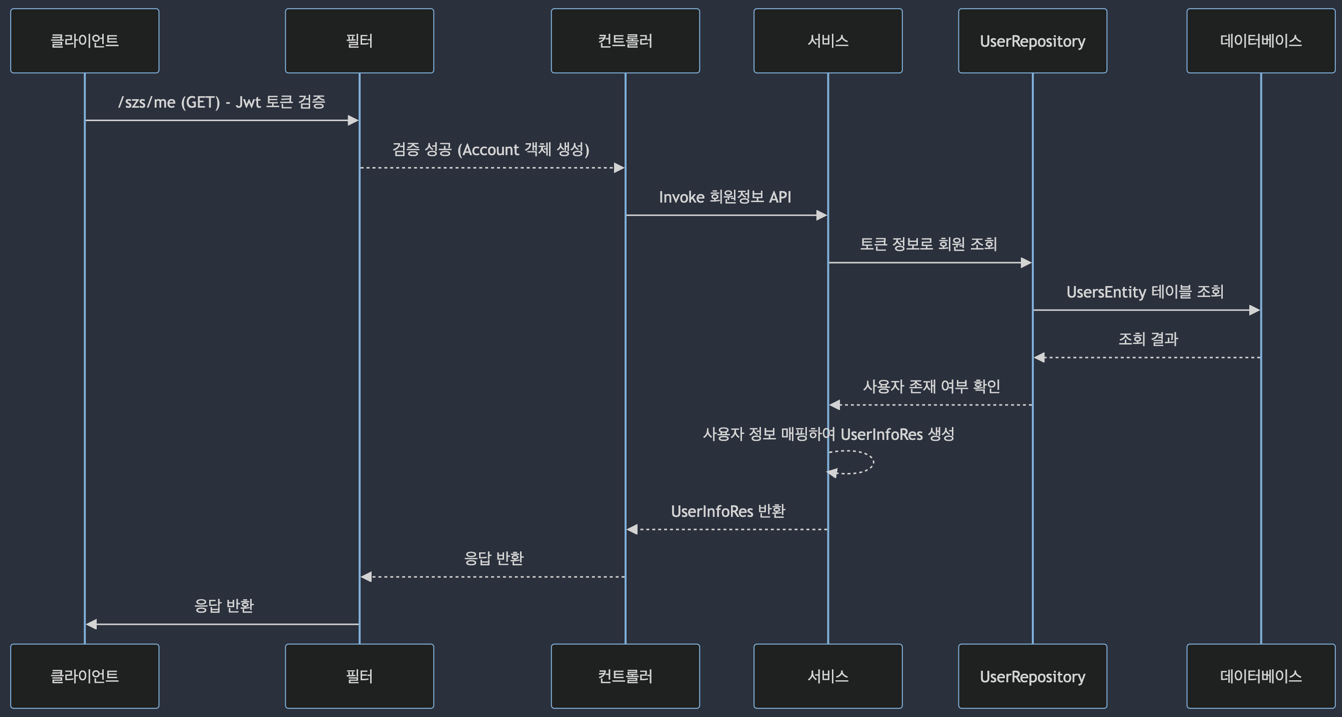 클라이언트
필터
컨트롤러
서비스
UserRepository
데이터베이스
/szs/me (GET) - Jwt 토큰 검증
검증 성공 (Account 객체 생성)
Invoke 회원정보 API
토큰 정보로 회원 조회
UsersEntity 테이블 조회
조회 결과
사용자 존재 여부 확인
사용자 정보 매핑하여 UserInfoRes 생성
UserInfoRes 반환
응답 반환
응답 반환
클라이언트
필터
컨트롤러
서비스
UserRepository
데이터베이스